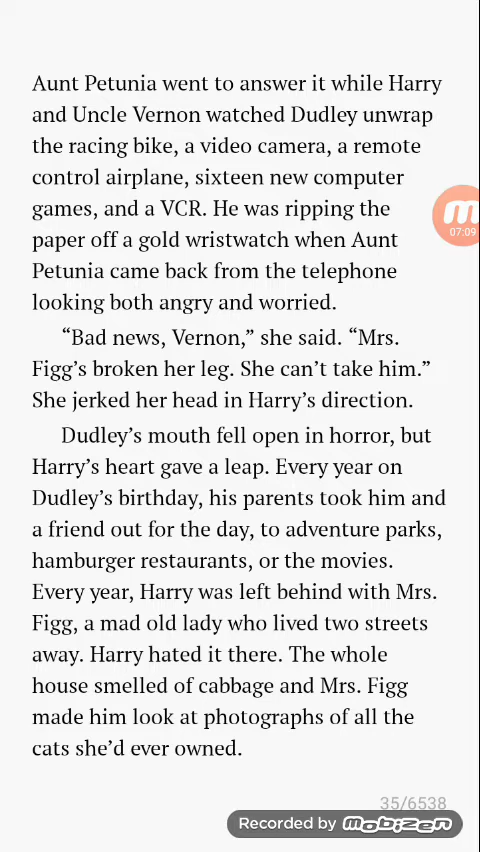 Aunt Petunia went to answer it while Harry
and Uncle Vernon watched Dudley unwrap
the racing bike, a video camera, a remote
control airplane, sixteen new computer
games, and a VCR. He was ripping the
paper off a gold wristwatch when Aunt
Petunia came back from the telephone
looking both angry and worried.
“Bad news, Vernon,” she said. “Mrs.
Figg’s broken her leg. She can’t take him.”
She jerked her head in Harry’s direction.
Dudley’s mouth fell open in horror, but
Harry’s heart gave a leap. Every year on
Dudley’s birthday, his parents took him and
a friend out for the day, to adventure parks,
hamburger restaurants, or the movies.
Every year, Harry was left behind with Mrs.
Figg, a mad old lady who lived two streets
away. Harry hated it there. The whole
house smelled of cabbage and Mrs. Figg
made him look at photographs of all the
cats she’d ever owned.
m
07:09
35/6538
Recorded by mobizen